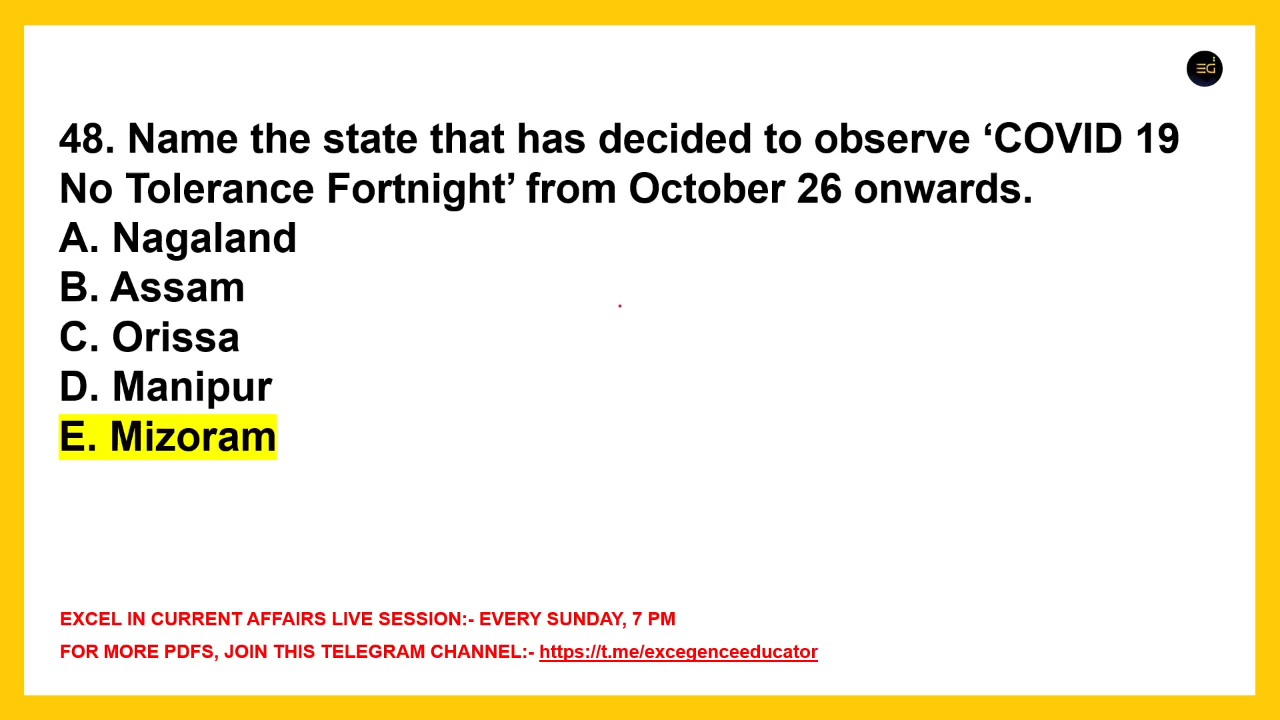 48. Name the state that has decided to observe ‘COVID 19
No Tolerance Fortnight’ from October 26 onwards.
A. Nagaland
B. Assam
C. Orissa
D. Manipur
E. Mizoram
EXCEL IN CURRENT AFFAIRS LIVE SESSION:- EVERY SUNDAY, 7 PM
FOR MORE PDFS, JOIN THIS TELEGRAM CHANNEL:- https://t.me/excegenceeducator